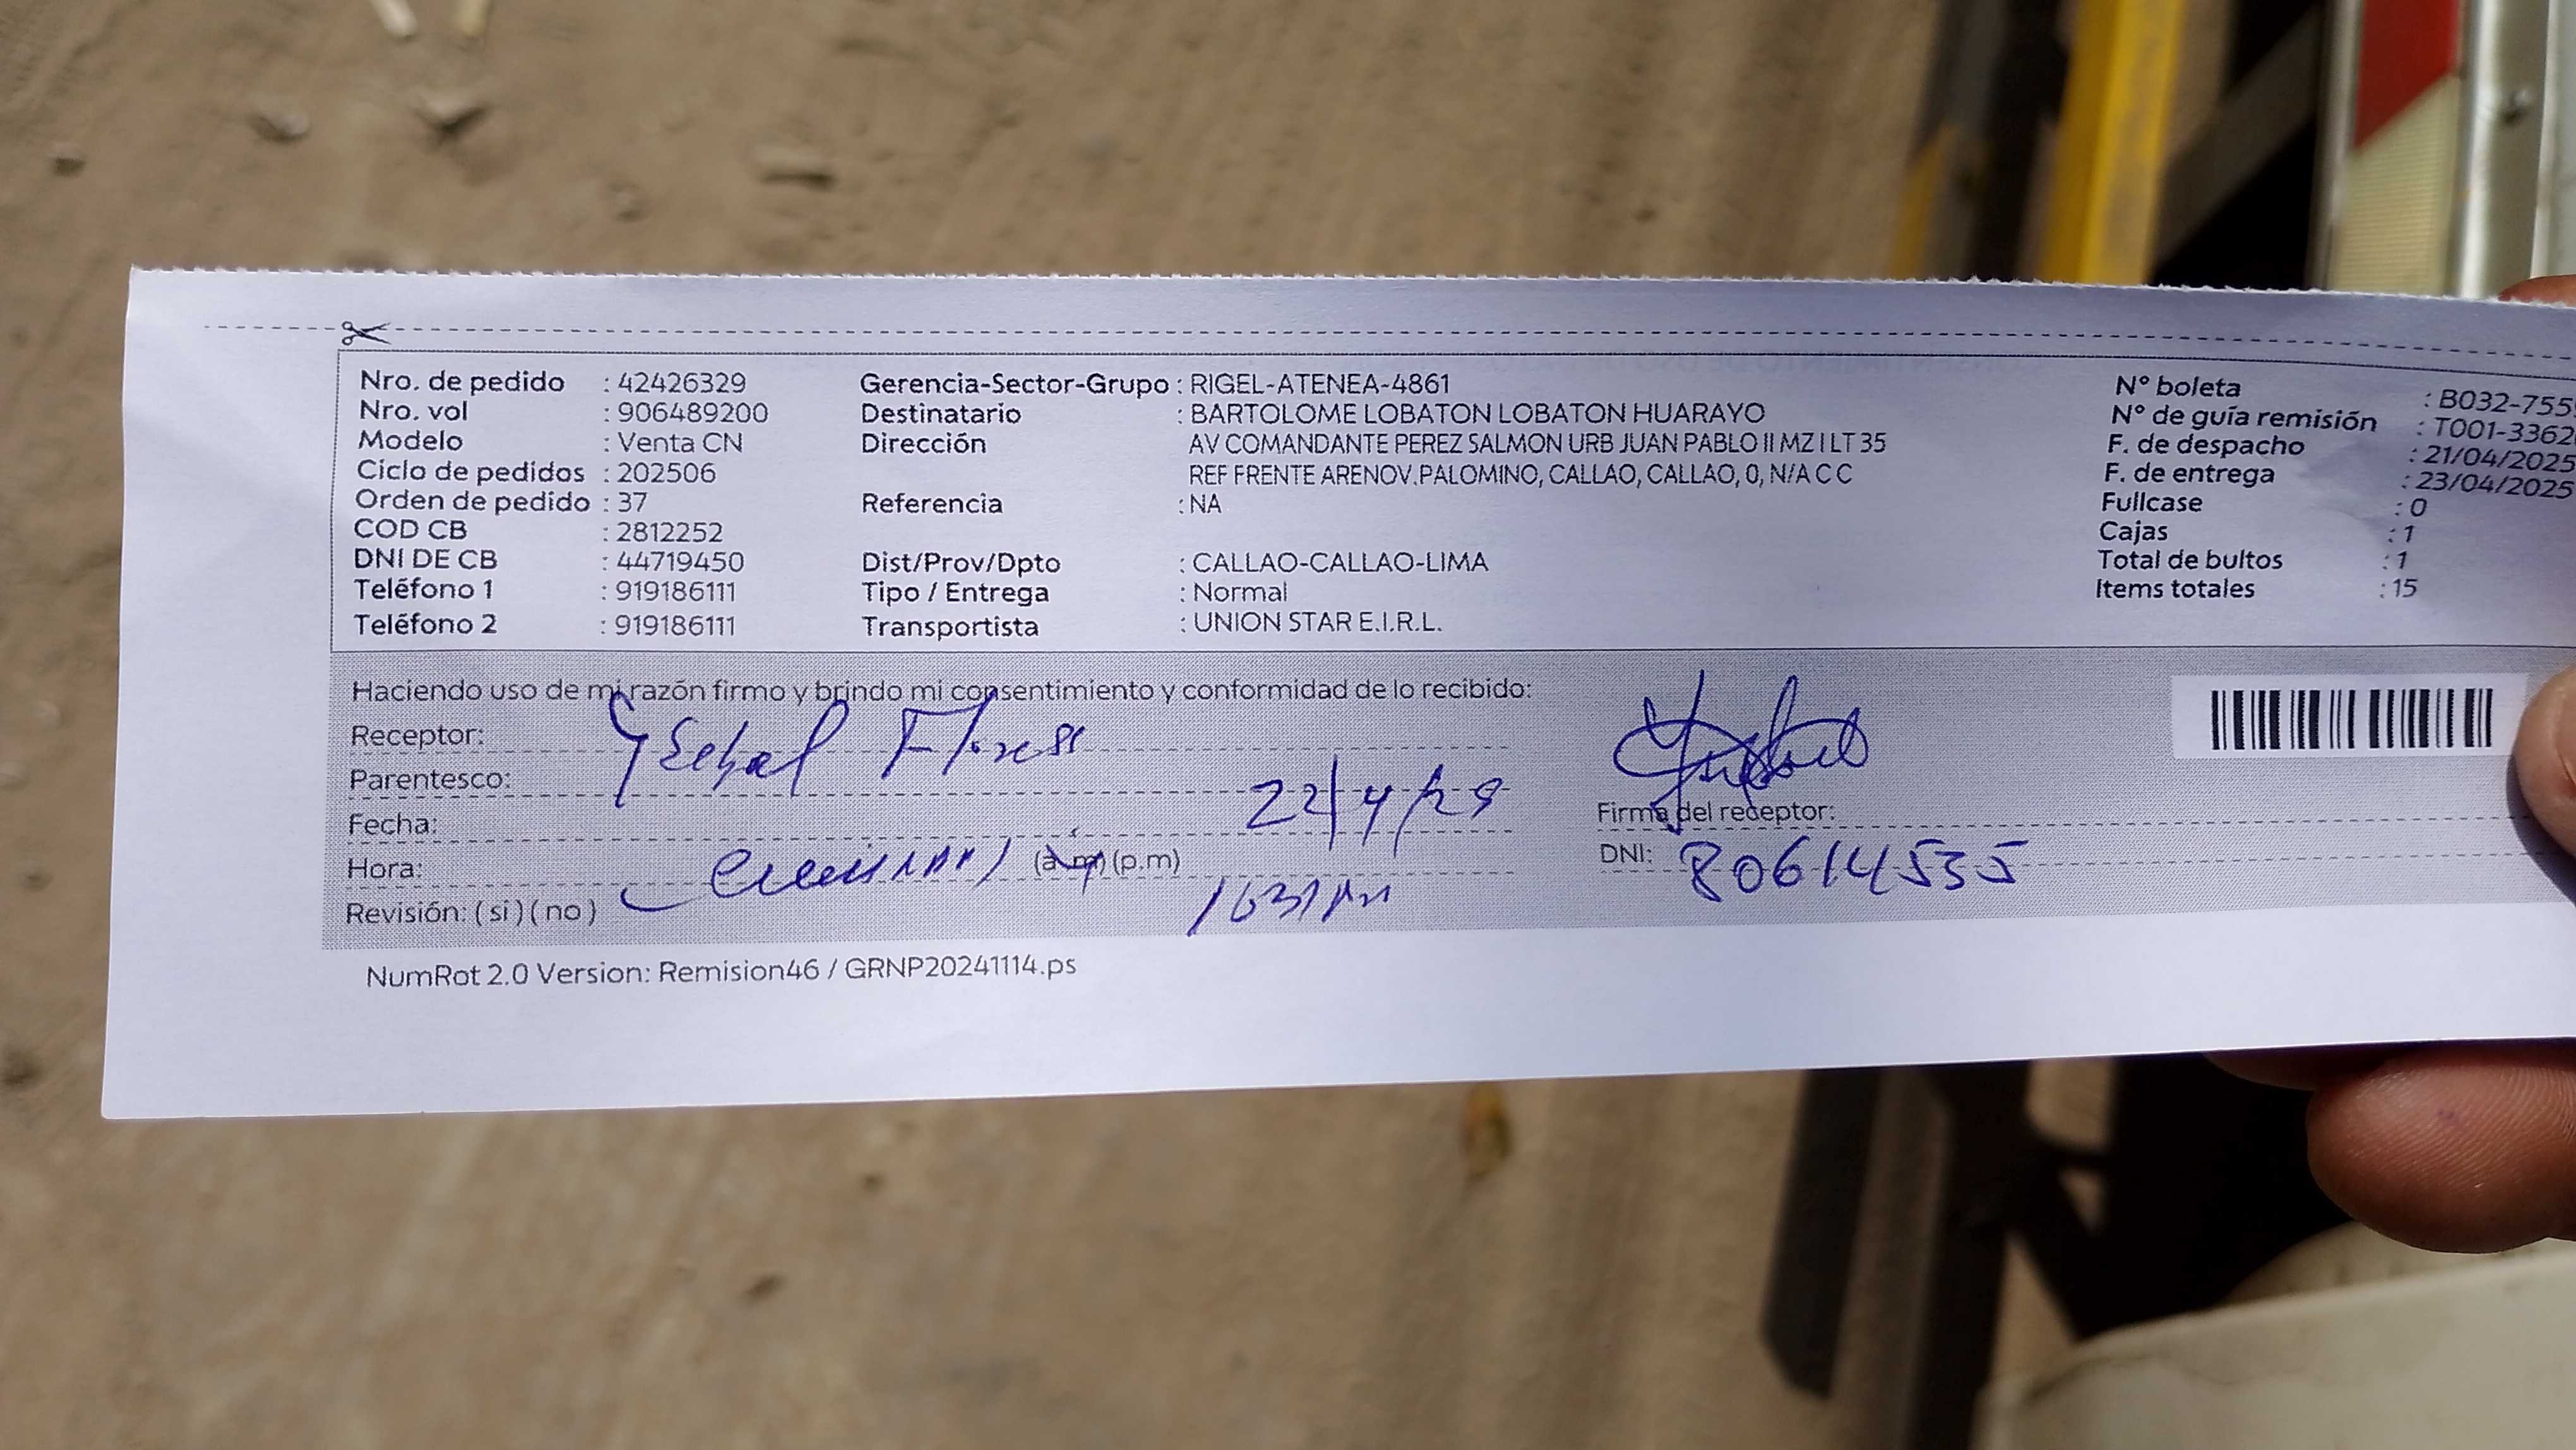 Nro. de pedido : 42426329 Gerencia-Sector-Grupo : RIGEL-ATENEA-4861 N° boleta : B032-755
Nro. vol : 906489200 Destinatario : BARTOLOME LOBATON LOBATON HUARAYO N° de guía remisión : T001-3362
Modelo : Venta CN Dirección AV COMANDANTE PEREZ SALMON URB JUAN PABLO II MZ I LT 35 F. de despacho : 21/04/2025
Ciclo de pedidos : 202506 REF FRENTE ARENOV.PALOMINO, CALLAO, CALLAO, 0, N/A C C F. de entrega : 23/04/2025
Orden de pedido : 37 Referencia : NA Fullcase : 0
COD CB : 2812252 Cajas : 1
DNI DE CB : 44719450 Dist/Prov/Dpto : CALLAO-CALLAO-LIMA Total de bultos : 1
Teléfono 1 : 919186111 Tipo / Entrega : Normal Items totales : 15
Teléfono 2 : 919186111 Transportista : UNION STAR E.I.R.L.
Haciendo uso de mi razón firmo y brindo mi consentimiento y conformidad de lo recibido:
Receptor: Flores
Parentesco:
Fecha: 22/4/25 Firma del receptor:
Hora: (a.m) (p.m) DNI: 80614535
Revisión: ( si ) ( no )
NumRot 2.0 Version: Remision46 / GRNP20241114.ps